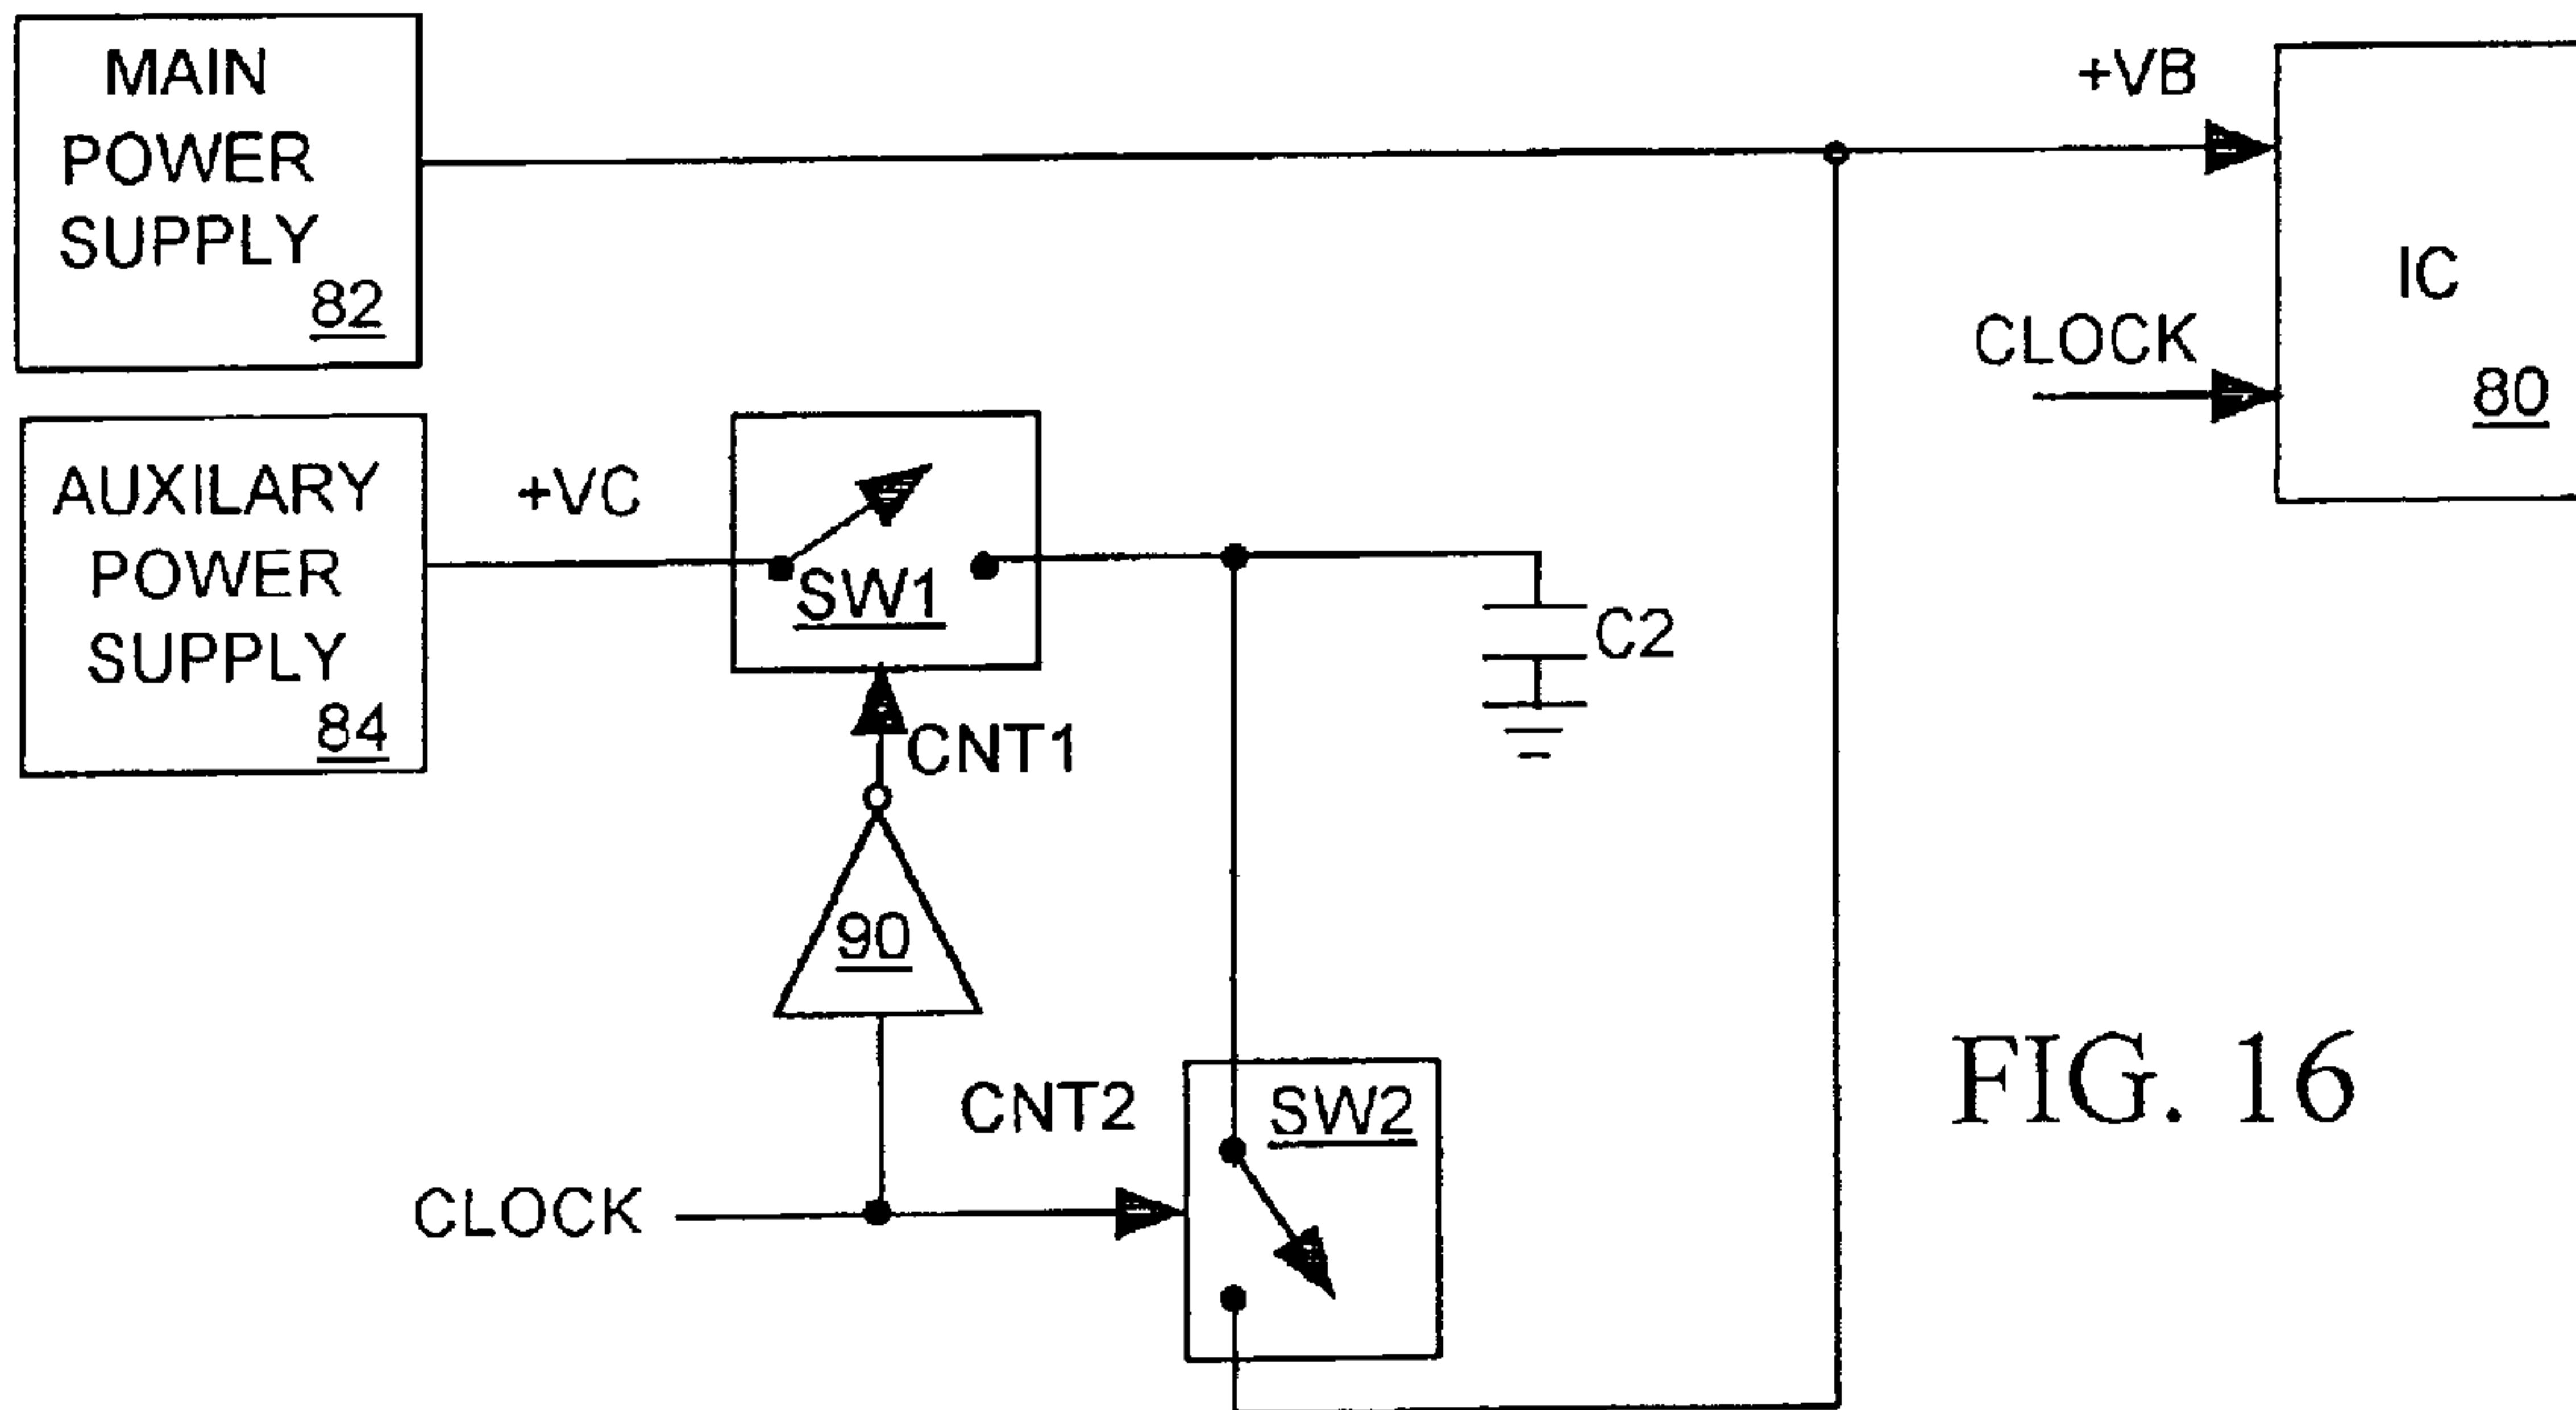 MAIN
POWER
SUPPLY
82
+VB
IC
CLOCK
80
AUXILARY
POWER
SUPPLY
84
+VC
SW1
C2
CNT1
90
CNT2
SW2
CLOCK
FIG. 16